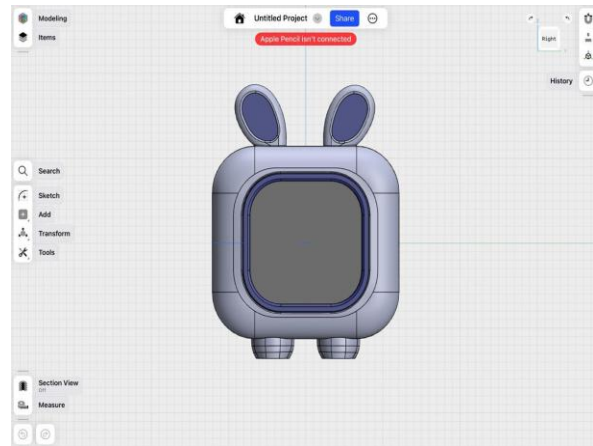 Modeling
Items
Untitled Project
Share
Apple Pencil isn't connected
Right
History
Search
Sketch
Add
Transform
Tools
Section View
Off
Measure